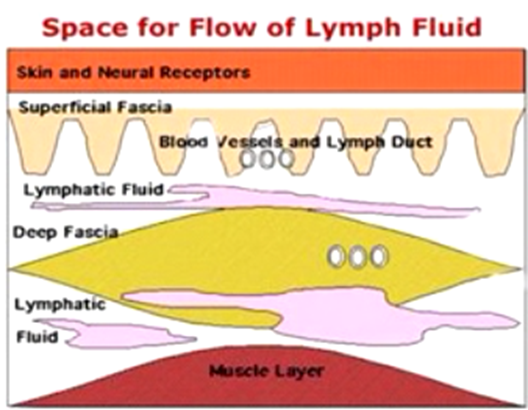 Space for Flow of Lymph Fluid
Skin and Neural Receptors
Superficial Fascia
Blood Vessels and Lymph Duct
Lymphatic Fluid
Deep Fascia
Lymphatic
Fluid
Muscle Layer